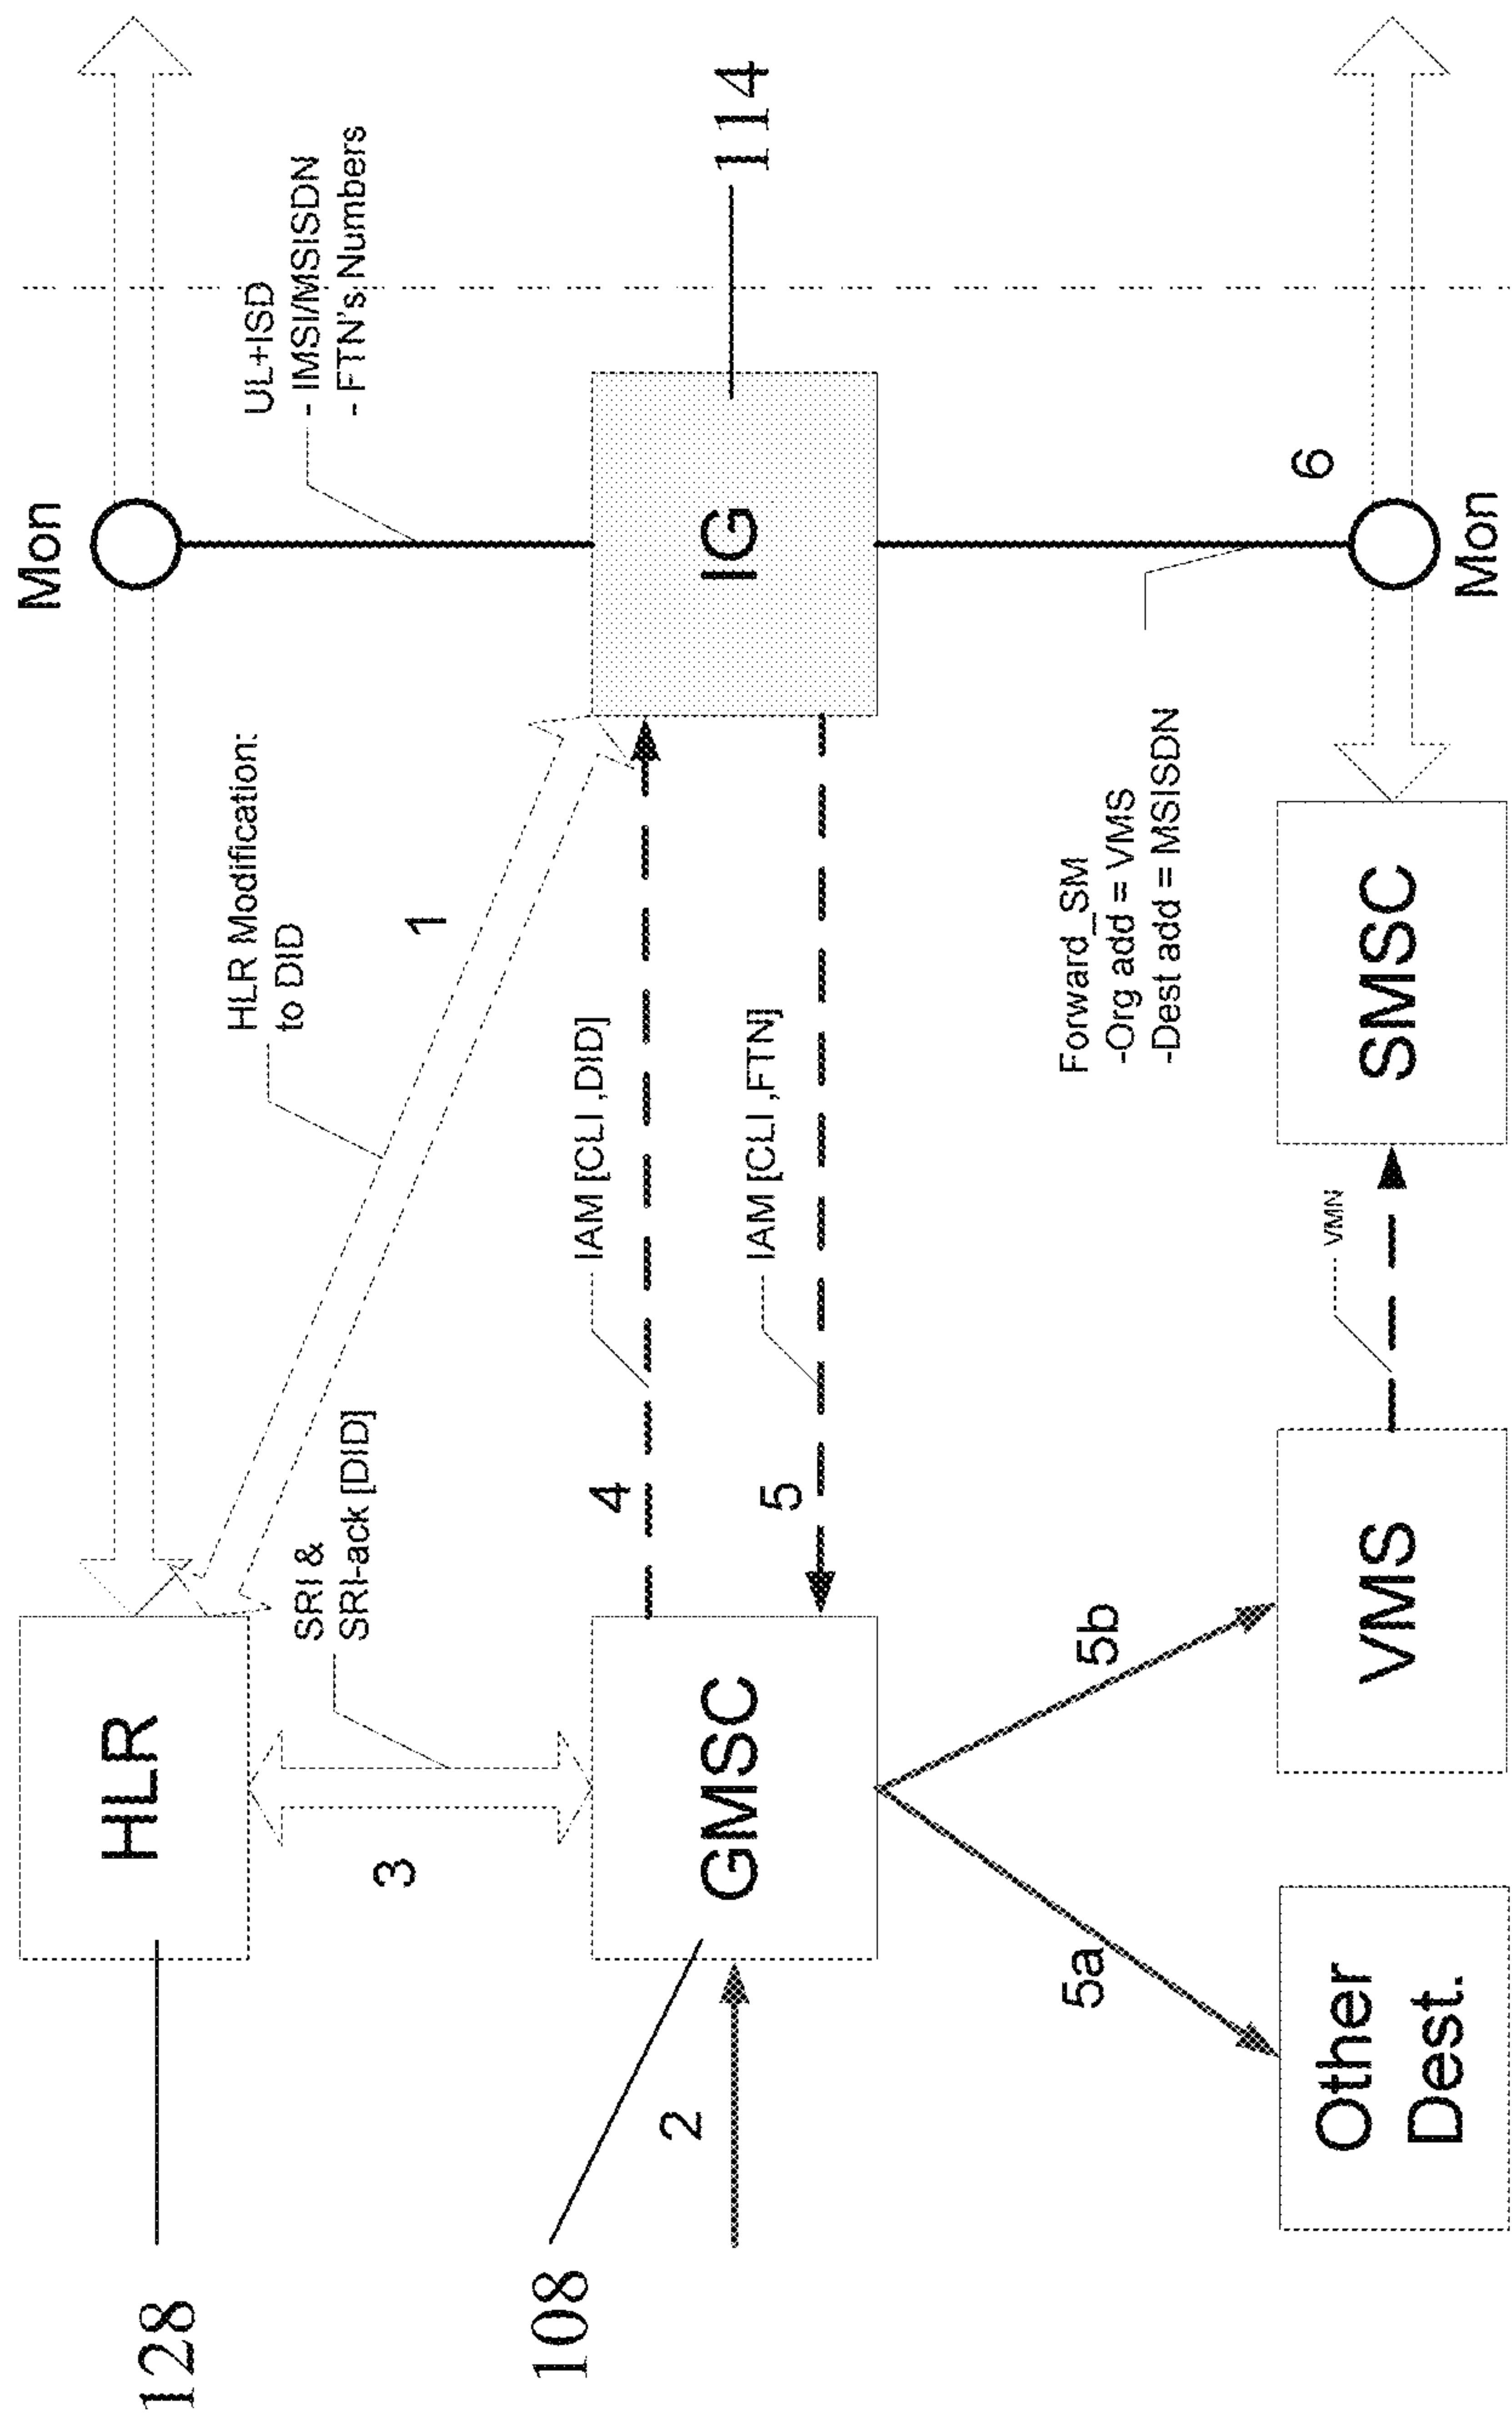 Mon
UL+ISD
- IMSI/MSISDN
- FTN's Numbers
HLR Modification:
to DID
1
HLR
128
SRI &
SRI-ack [DID]
3
GMSC
108
2
IAM [CLI ,DID]
4
IAM [CLI ,FTN]
5
IG
114
5a
5b
Other
Dest.
VMS
VMN
SMSC
Forward_SM
-Org add = VMS
-Dest add = MSISDN
6
Mon